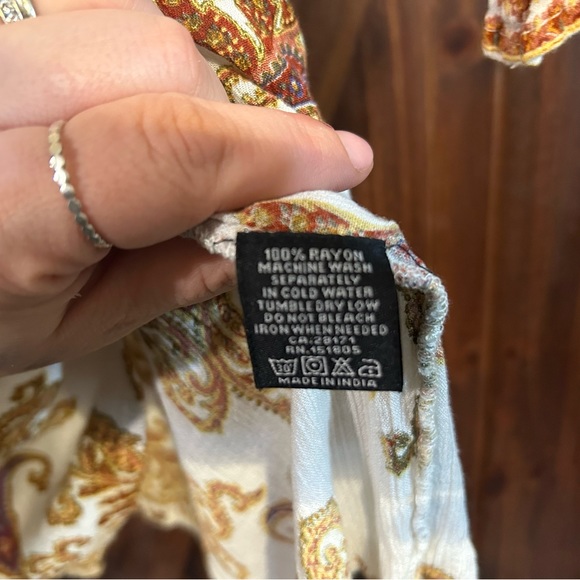 100% RAYON
MACHINE WASH
SEPARATELY
IN COLD WATER
TUMBLE DRY LOW
DO NOT BLEACH
IRON WHEN NEEDED
CA.28171
RN.151805
30°
MADE IN INDIA